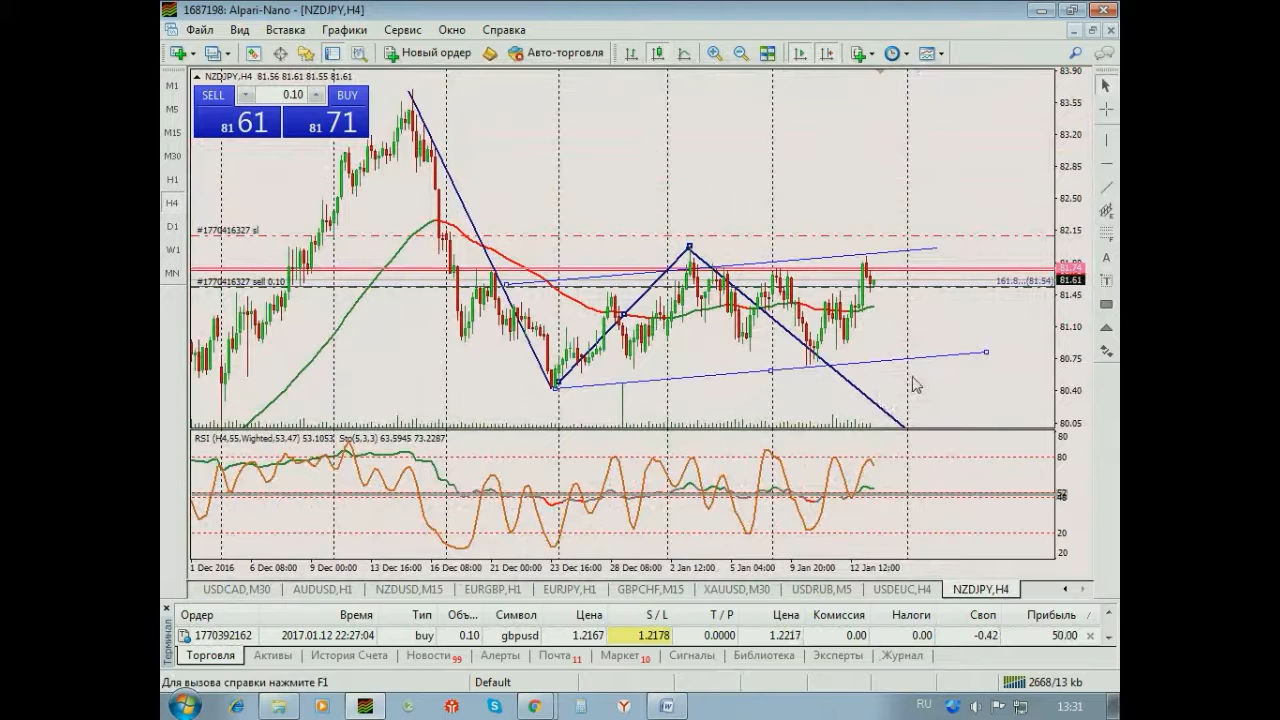 1687198: Alpari-Nano - [NZDJPY,H4]
Файл Вид Вставка Графики Сервис Окно Справка
Новый ордер Авто-торговля
M1
M5
M15
M30
H1
H4
D1
W1
MN
NZDJPY,H4 81.56 81.61 81.55 81.61
SELL 0.10 BUY
81 61 81 71
#1770416327 sl
#1770416327 sell 0.10
161.8...(81.54)
83.90
83.55
83.20
82.85
82.50
82.15
81.74
81.61
81.45
81.10
80.75
80.40
80.05
RSI (H4,55,Wighted,53.47) 53.1053 Sto(5,3,3) 63.5945 73.2287
80
80
20
20
1 Dec 2016 6 Dec 08:00 9 Dec 00:00 13 Dec 16:00 16 Dec 08:00 21 Dec 00:00 23 Dec 16:00 28 Dec 08:00 2 Jan 12:00 5 Jan 04:00 9 Jan 20:00 12 Jan 12:00
USDCAD,M30 AUDUSD,H1 NZDUSD,M15 EURGBP,H1 EURJPY,H1 GBPCHF,M15 XAUUSD,M30 USDRUB,M5 USDEUC,H4 NZDJPY,H4
Ордер Время Тип Объ... Символ Цена S / L T / P Цена Комиссия Налоги Своп Прибыль
1770392162 2017.01.12 22:27:04 buy 0.10 gbpusd 1.2167 1.2178 0.0000 1.2217 0.00 0.00 -0.42 50.00
Терминал
Торговля Активы История Счета Новости 99 Алерты Почта 11 Маркет 10 Сигналы Библиотека Эксперты Журнал
Для вызова справки нажмите F1 Default 2668/13 kb
RU 13:31